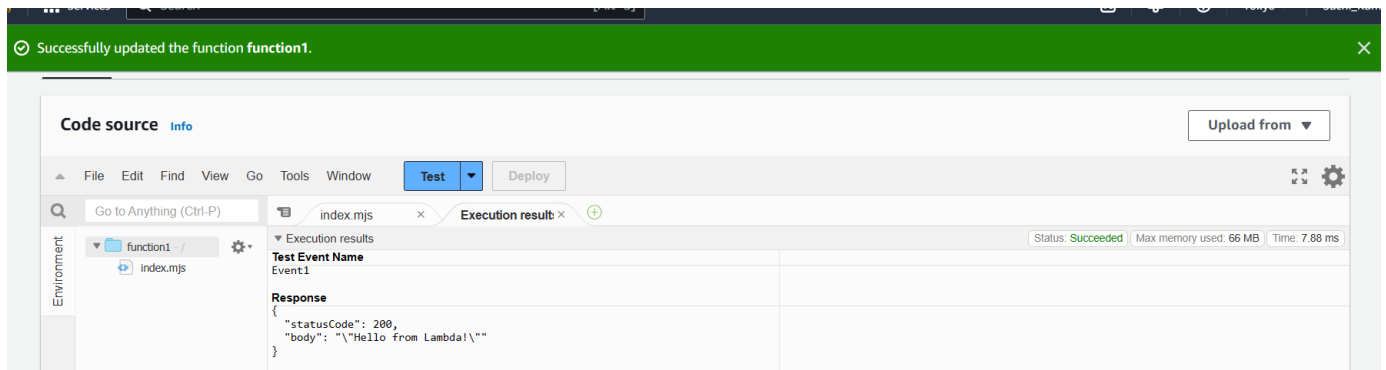 Successfully updated the function function1.
Code source Info
Upload from
File Edit Find View Go Tools Window Test Deploy
Go to Anything (Ctrl-P)
index.mjs
Execution results
Environment
function1 - /
Execution results
Status: Succeeded
Max memory used: 66 MB
Time: 7.88 ms
index.mjs
Test Event Name
Event1
Response
{
"statusCode": 200,
"body": "\"Hello from Lambda!\""
}